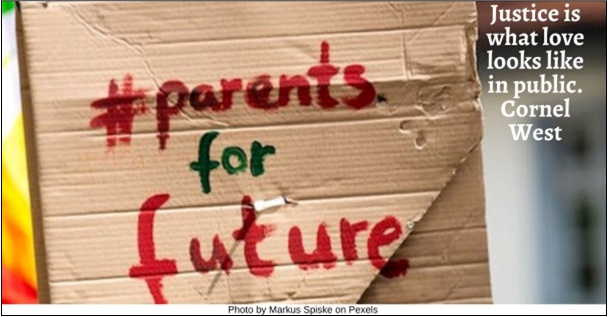 #parents
for
future
Justice is
what love
looks like
in public.
Cornel
West
Photo by Markus Spiske on Pexels